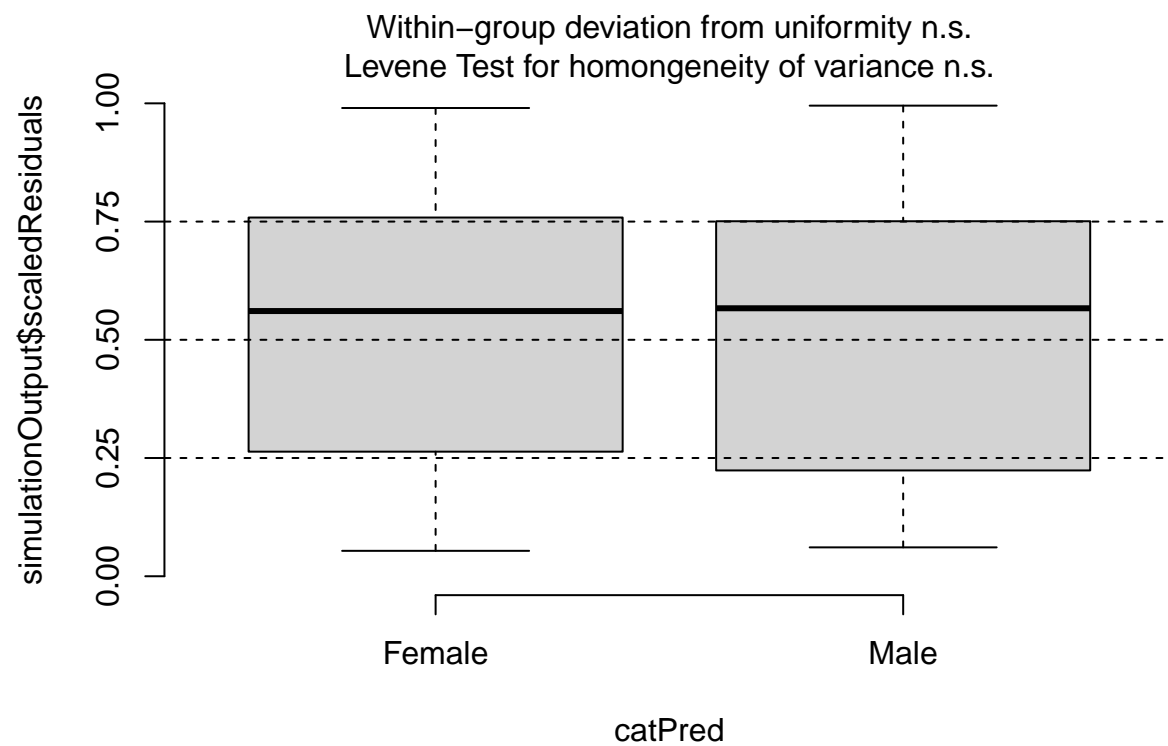 Within−group deviation from uniformity n.s.
Levene Test for homongeneity of variance n.s.
simulationOutput$scaledResiduals
1.00
0.75
0.50
0.25
0.00
Female
Male
catPred